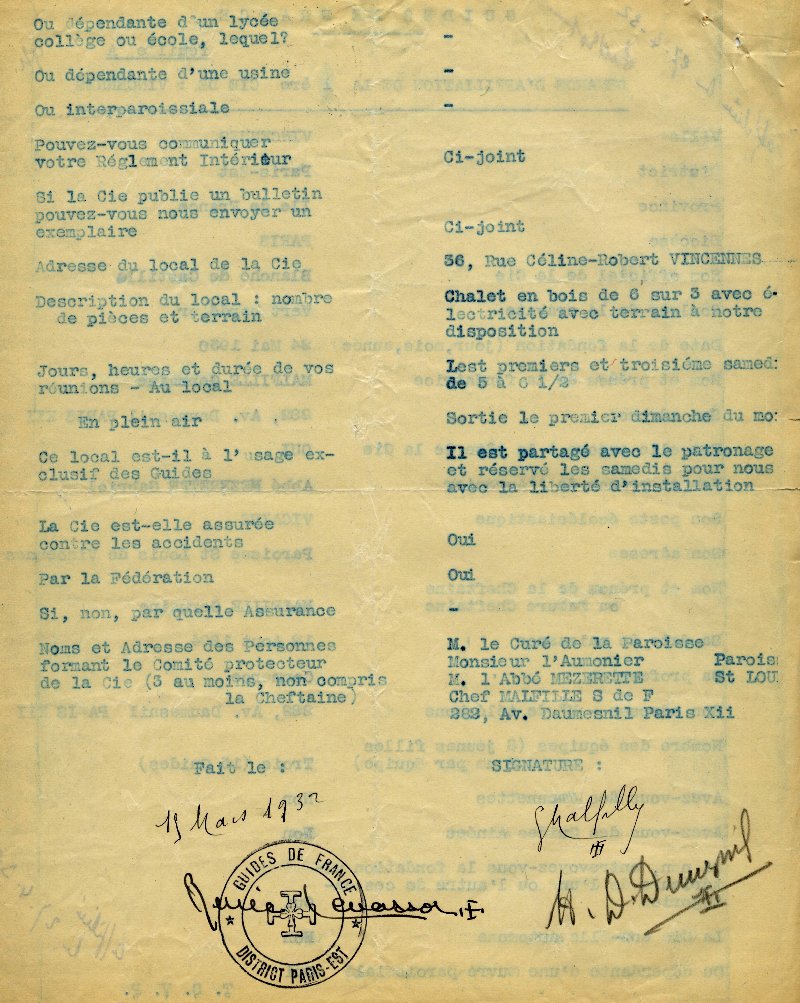 Ou dépendante d'un lycée
collège ou école, lequel? -
Ou dépendante d'une usine -
Ou interparoissiale -
Pouvez-vous communiquer
votre Réglement Intérieur Ci-joint
Si la Cie publie un bulletin
pouvez-vous nous envoyer un
exemplaire Ci-joint
Adresse du local de la Cie 36, Rue Céline-Robert VINCENNES
Description du local : nombre Chalet en bois de 6 sur 3 avec é-
de pièces et terrain lectricité avec terrain à notre
disposition
Jours, heures et durée de vos Lest premiers et troisiéme samed
réunions - Au local de 5 à 6 1/2
En plein air Sortie le premier dimanche du mo
Ce local est-il à l'usage ex- Il est partagé avec le patronage
clusif des Guides et réservé les samedis pour nous
avec la liberté d'installation
La Cie est-elle assurée
contre les accidents Oui
Par la Fédération Oui
Si, non, par quelle Assurance -
Noms et Adresse des Personnes M. le Curé de la Paroisse
formant le Comité protecteur Monsieur l'Aumonier Parois
de la Cie (3 au moins, non compris M. l'Abbé MEZERETTE St LOU
la Cheftaine) Chef MALFILLE S de F
282, Av. Daumesnil Paris Xii
Fait le : SIGNATURE :
15 Mars 1932
GUIDES DE FRANCE
DISTRICT PARIS-EST